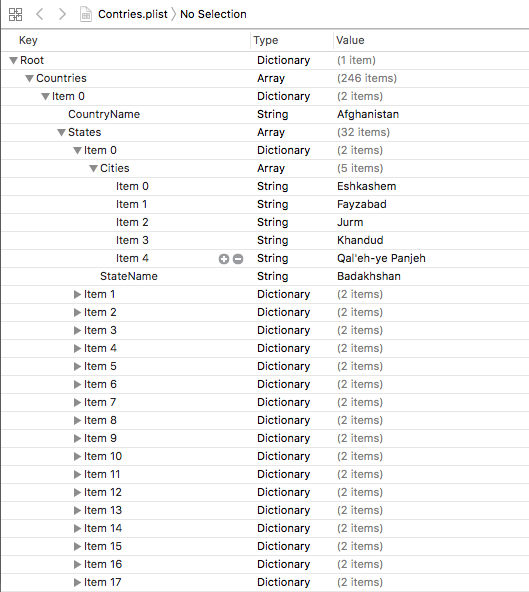 Contries.plist No Selection
Key Type Value
Root Dictionary (1 item)
Countries Array (246 items)
Item 0 Dictionary (2 items)
CountryName String Afghanistan
States Array (32 items)
Item 0 Dictionary (2 items)
Cities Array (5 items)
Item 0 String Eshkashem
Item 1 String Fayzabad
Item 2 String Jurm
Item 3 String Khandud
Item 4 String Qal'eh-ye Panjeh
StateName String Badakhshan
Item 1 Dictionary (2 items)
Item 2 Dictionary (2 items)
Item 3 Dictionary (2 items)
Item 4 Dictionary (2 items)
Item 5 Dictionary (2 items)
Item 6 Dictionary (2 items)
Item 7 Dictionary (2 items)
Item 8 Dictionary (2 items)
Item 9 Dictionary (2 items)
Item 10 Dictionary (2 items)
Item 11 Dictionary (2 items)
Item 12 Dictionary (2 items)
Item 13 Dictionary (2 items)
Item 14 Dictionary (2 items)
Item 15 Dictionary (2 items)
Item 16 Dictionary (2 items)
Item 17 Dictionary (2 items)